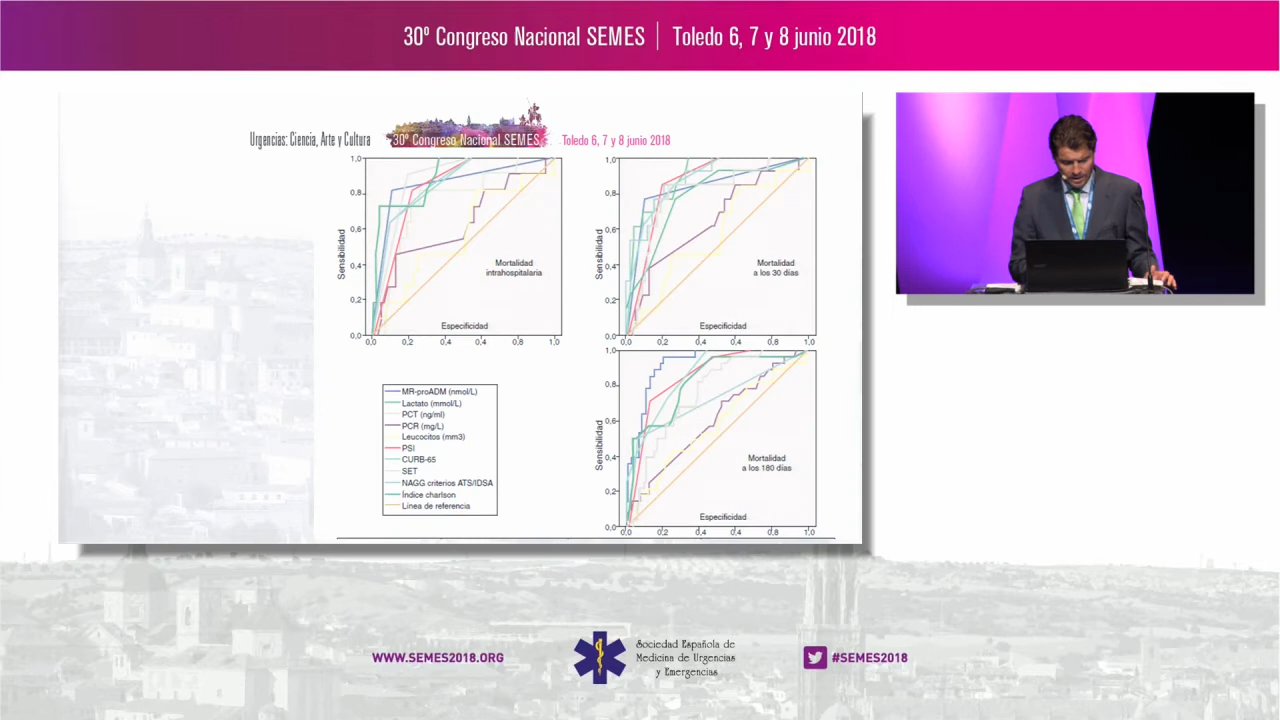 30º Congreso Nacional SEMES | Toledo 6, 7 y 8 junio 2018
Urgencias: Ciencia, Arte y Cultura
30º Congreso Nacional SEMES
Toledo 6, 7 y 8 junio 2018
1,0
0,8
0,6
0,4
0,2
0,0
Sensibilidad
Mortalidad
intrahospitalaria
Especificidad
0,0 0,2 0,4 0,4 0,8 1,0
1,0
0,8
0,6
0,4
0,2
0,0
Sensibilidad
Mortalidad
a los 30 días
Especificidad
0,0 0,2 0,4 0,4 0,8 1,0
MR-proADM (nmol/L)
Lactato (mmol/L)
PCT (ng/ml)
PCR (mg/L)
Leucocitos (mm3)
PSI
CURB-65
SET
NAGG criterios ATS/IDSA
Índice charlson
Linea de referencia
1,0
0,8
0,6
0,4
0,2
0,0
Sensibilidad
Mortalidad
a los 180 días
Especificidad
0,0 0,2 0,4 0,4 0,8 1,0
WWW.SEMES2018.ORG
Sociedad Española de
Medicina de Urgencias
y Emergencias
#SEMES2018